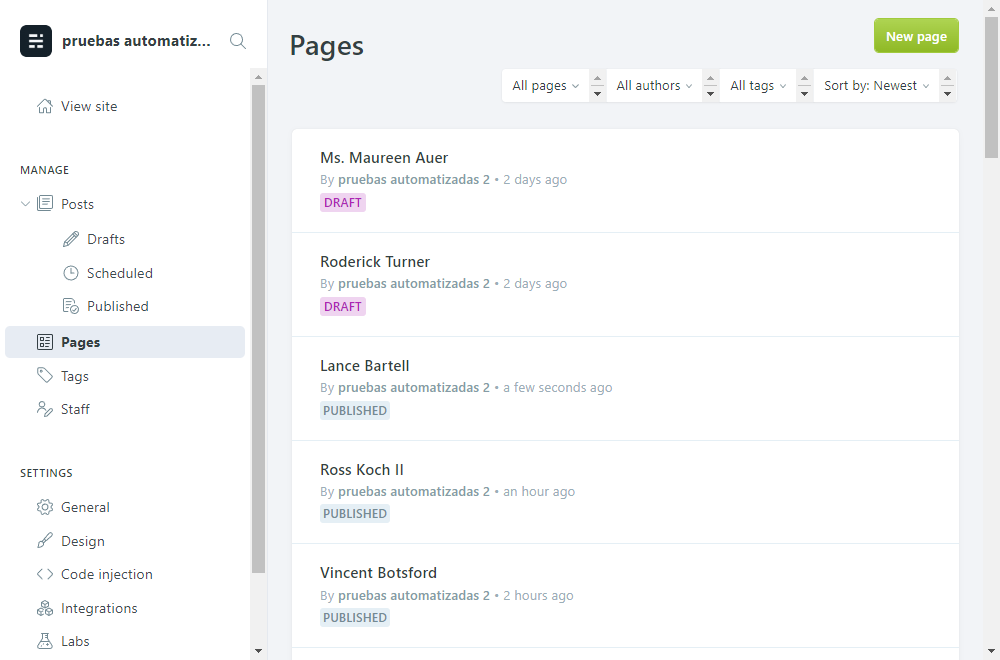 pruebas automatiz...
View site
MANAGE
Posts
Drafts
Scheduled
Published
Pages
Tags
Staff
SETTINGS
General
Design
Code injection
Integrations
Labs
Pages
New page
All pages
All authors
All tags
Sort by: Newest
Ms. Maureen Auer
By pruebas automatizadas 2 • 2 days ago
DRAFT
Roderick Turner
By pruebas automatizadas 2 • 2 days ago
DRAFT
Lance Bartell
By pruebas automatizadas 2 • a few seconds ago
PUBLISHED
Ross Koch II
By pruebas automatizadas 2 • an hour ago
PUBLISHED
Vincent Botsford
By pruebas automatizadas 2 • 2 hours ago
PUBLISHED